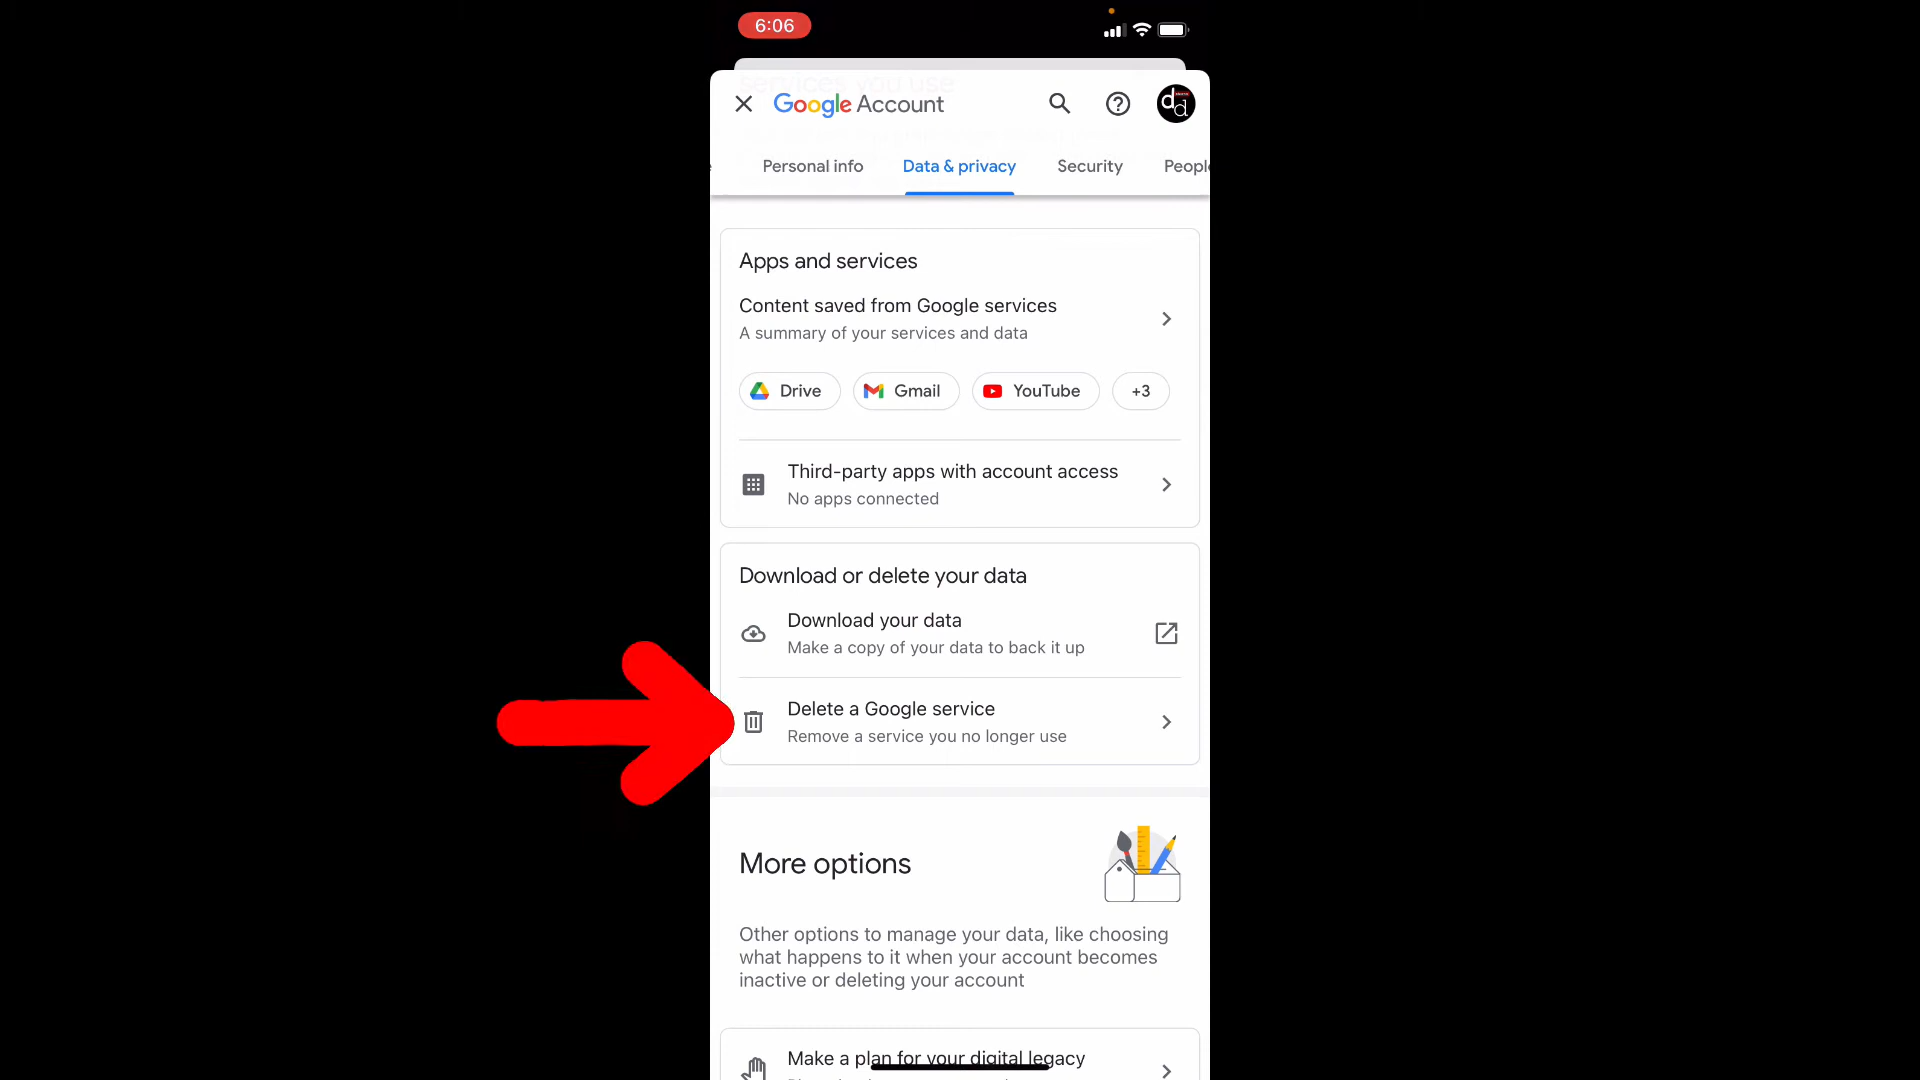 6:06
services you use
Google Account
Personal info
Data & privacy
Security
Peopl
Apps and services
Content saved from Google services
A summary of your services and data
Drive
Gmail
YouTube
+3
Third-party apps with account access
No apps connected
Download or delete your data
Download your data
Make a copy of your data to back it up
Delete a Google service
Remove a service you no longer use
More options
Other options to manage your data, like choosing
what happens to it when your account becomes
inactive or deleting your account
Make a plan for your digital legacy